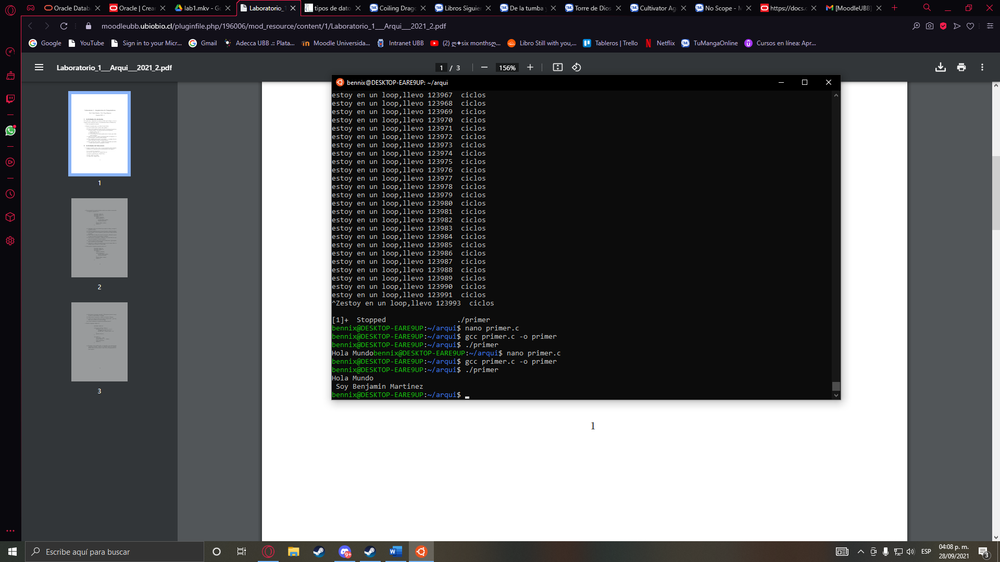 Oracle Datab
Oracle | Crear
lab1.mkv - Go
Laboratorio_1
tipos de dato
Coiling Drago
Libros Siguien
De la tumba y
Torre de Dios
Cultivator Ag
No Scope - M
https://docs.o
[MoodleUBB]
moodleubb.ubiobio.cl/pluginfile.php/196006/mod_resource/content/1/Laboratorio_1___Arqui___2021_2.pdf
Google
YouTube
Sign in to your Micr...
Gmail
Adecca UBB .:: Plata...
Moodle Universida...
Intranet UBB
(2) ღ✦six monthsღ...
Libro Still with you,...
Tableros | Trello
Netflix
TuMangaOnline
Cursos en línea: Apr...
Laboratorio_1___Arqui___2021_2.pdf
1 / 3
156%
1
2
3
bennix@DESKTOP-EARE9UP: ~/arqui
estoy en un loop,llevo 123967  ciclos
estoy en un loop,llevo 123968  ciclos
estoy en un loop,llevo 123969  ciclos
estoy en un loop,llevo 123970  ciclos
estoy en un loop,llevo 123971  ciclos
estoy en un loop,llevo 123972  ciclos
estoy en un loop,llevo 123973  ciclos
estoy en un loop,llevo 123974  ciclos
estoy en un loop,llevo 123975  ciclos
estoy en un loop,llevo 123976  ciclos
estoy en un loop,llevo 123977  ciclos
estoy en un loop,llevo 123978  ciclos
estoy en un loop,llevo 123979  ciclos
estoy en un loop,llevo 123980  ciclos
estoy en un loop,llevo 123981  ciclos
estoy en un loop,llevo 123982  ciclos
estoy en un loop,llevo 123983  ciclos
estoy en un loop,llevo 123984  ciclos
estoy en un loop,llevo 123985  ciclos
estoy en un loop,llevo 123986  ciclos
estoy en un loop,llevo 123987  ciclos
estoy en un loop,llevo 123988  ciclos
estoy en un loop,llevo 123989  ciclos
estoy en un loop,llevo 123990  ciclos
estoy en un loop,llevo 123991  ciclos
^Zestoy en un loop,llevo 123993  ciclos
[1]+  Stopped                 ./primer
bennix@DESKTOP-EARE9UP:~/arqui$ nano primer.c
bennix@DESKTOP-EARE9UP:~/arqui$ gcc primer.c -o primer
bennix@DESKTOP-EARE9UP:~/arqui$ ./primer
Hola Mundobennix@DESKTOP-EARE9UP:~/arqui$ nano primer.c
bennix@DESKTOP-EARE9UP:~/arqui$ gcc primer.c -o primer
bennix@DESKTOP-EARE9UP:~/arqui$ ./primer
Hola Mundo
 Soy Benjamin Martinez
bennix@DESKTOP-EARE9UP:~/arqui$
1
Escribe aquí para buscar
9+
ESP
04:08 p. m.
28/09/2021
3